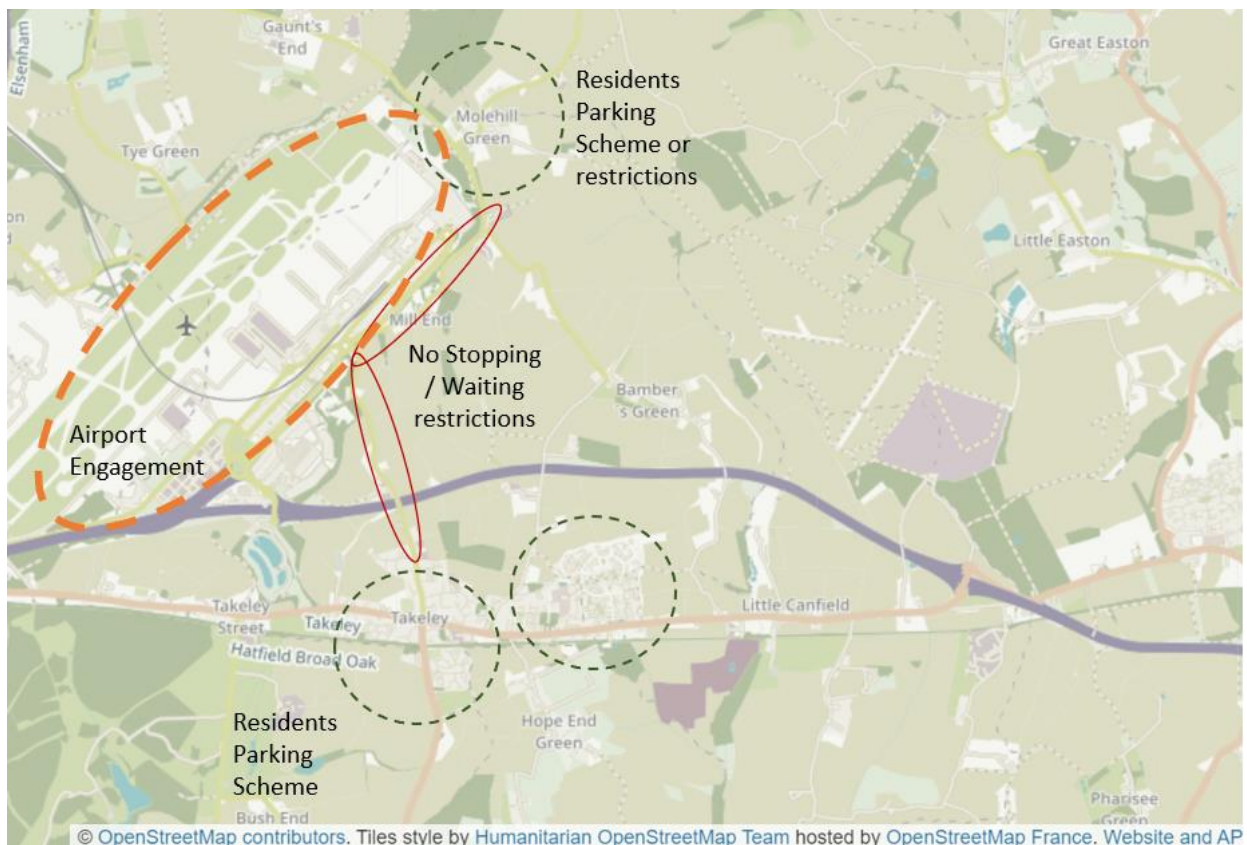 Elsenham
Gaunt's
End
Great Easton
Residents
Parking
Scheme or
restrictions
Molehill
Green
Tye Green
Little Easton
Mill End
No Stopping
/ Waiting
restrictions
Bamber
's Green
Airport
Engagement
Takeley
Street
Takeley
Takeley
Little Canfield
Hatfield Broad Oak
Residents
Parking
Scheme
Hope End
Green
Bush End
Pharisee
Green
© OpenStreetMap contributors. Tiles style by Humanitarian OpenStreetMap Team hosted by OpenStreetMap France. Website and AP